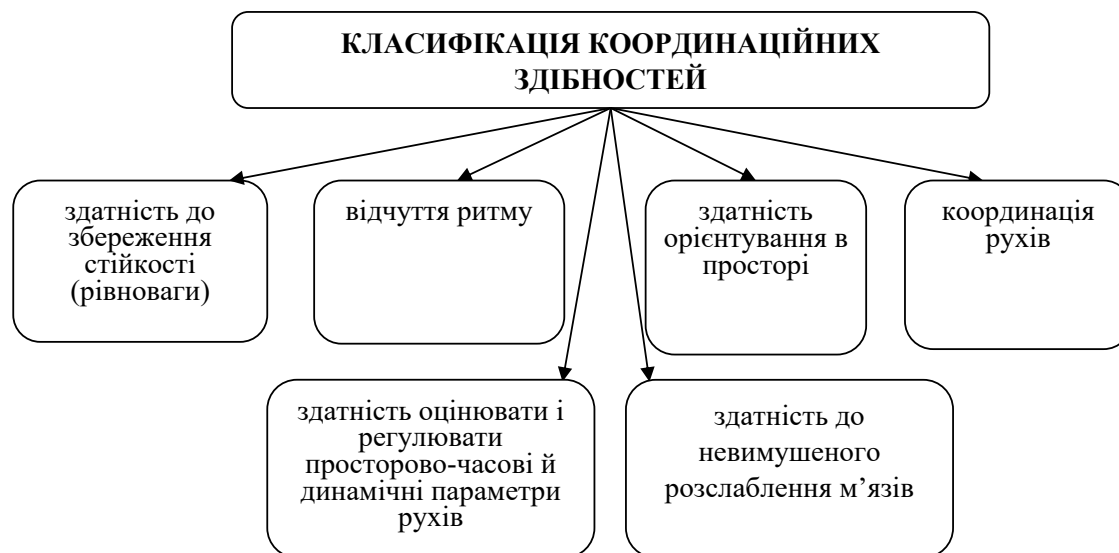 КЛАСИФІКАЦІЯ КООРДИНАЦІЙНИХ
ЗДІБНОСТЕЙ
здатність до
збереження
стійкості
(рівноваги)
відчуття ритму
здатність
орієнтування в
просторі
координація
рухів
здатність оцінювати і
регулювати
просторово-часові й
динамічні параметри
рухів
здатність до
невимушеного
розслаблення м’язів